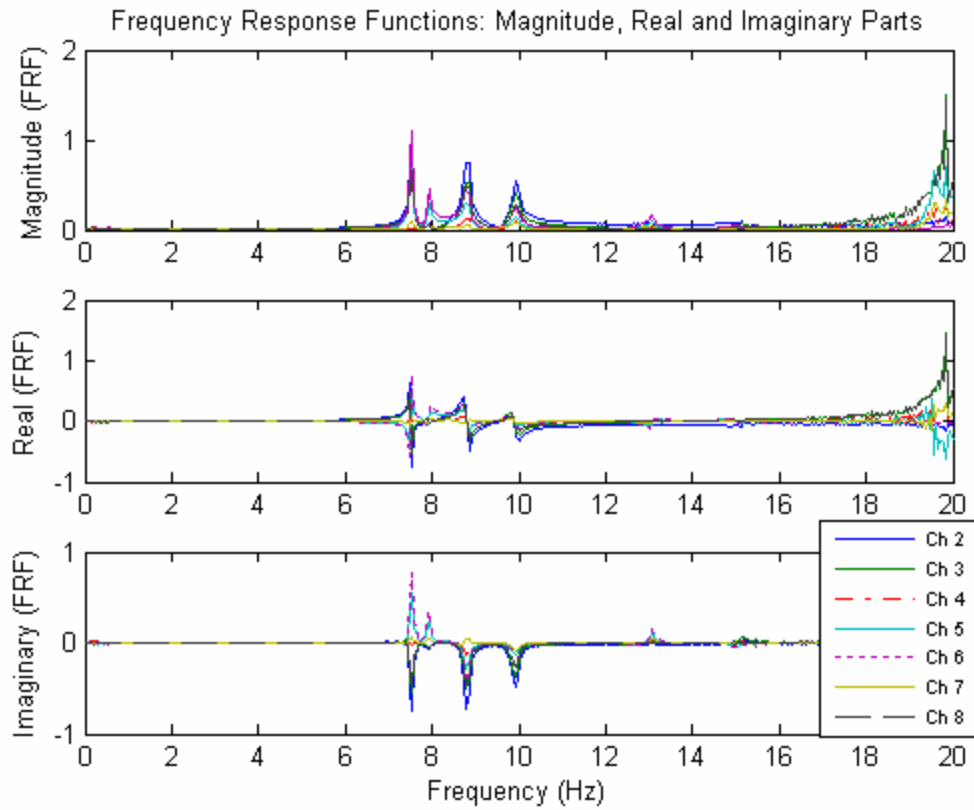 Frequency Response Functions: Magnitude, Real and Imaginary Parts
Magnitude (FRF)
2
1
0
0 2 4 6 8 10 12 14 16 18 20
Real (FRF)
2
1
0
-1
0 2 4 6 8 10 12 14 16 18 20
Imaginary (FRF)
1
0
-1
0 2 4 6 8 10 12 14 16 18 20
Frequency (Hz)
Ch 2
Ch 3
Ch 4
Ch 5
Ch 6
Ch 7
Ch 8